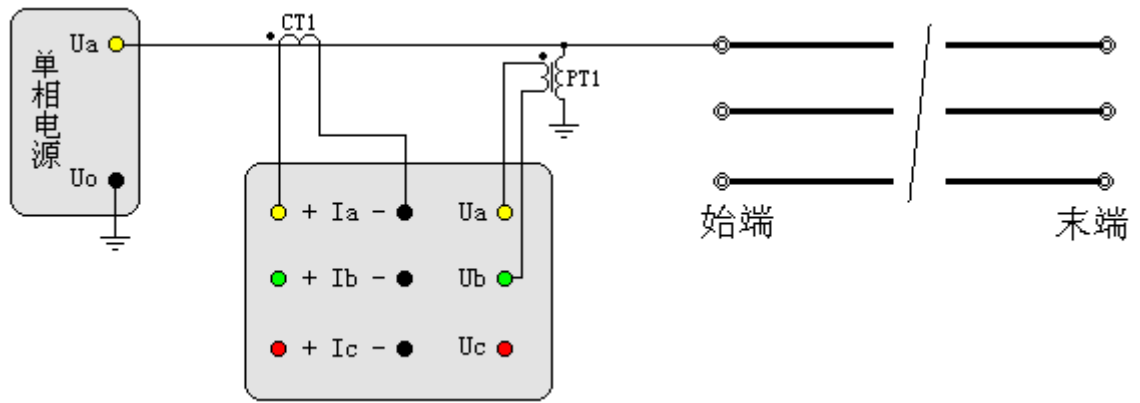 单相电源
Ua
Uo
CT1
PT1
+ Ia -
Ua
+ Ib -
Ub
+ Ic -
Uc
始端
末端